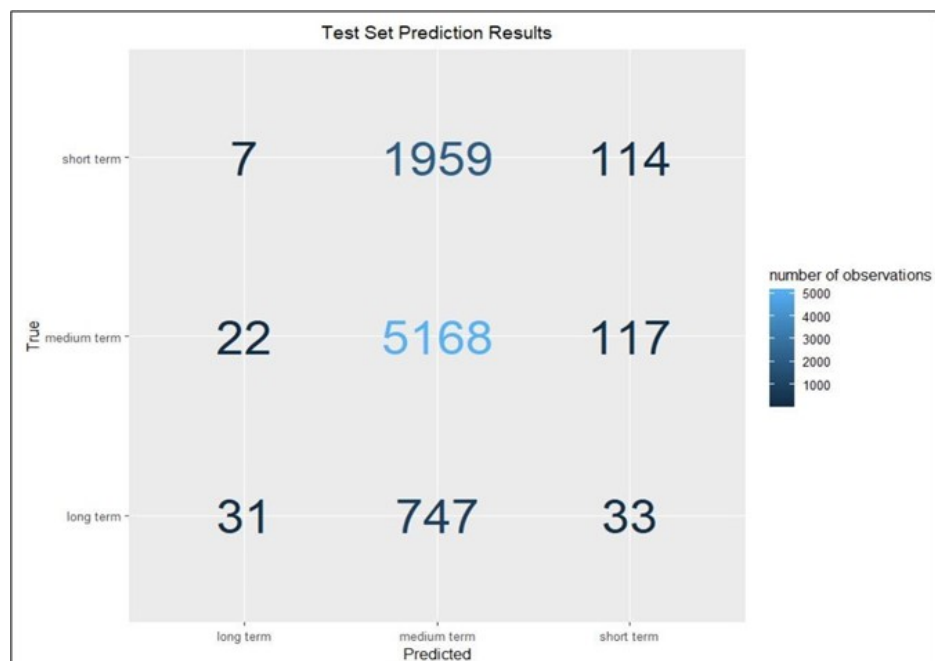 Test Set Prediction Results
short term
7 1959 114
number of observations
5000
4000
3000
2000
1000
True
medium term
22 5168 117
long term
31 747 33
long term medium term short term
Predicted